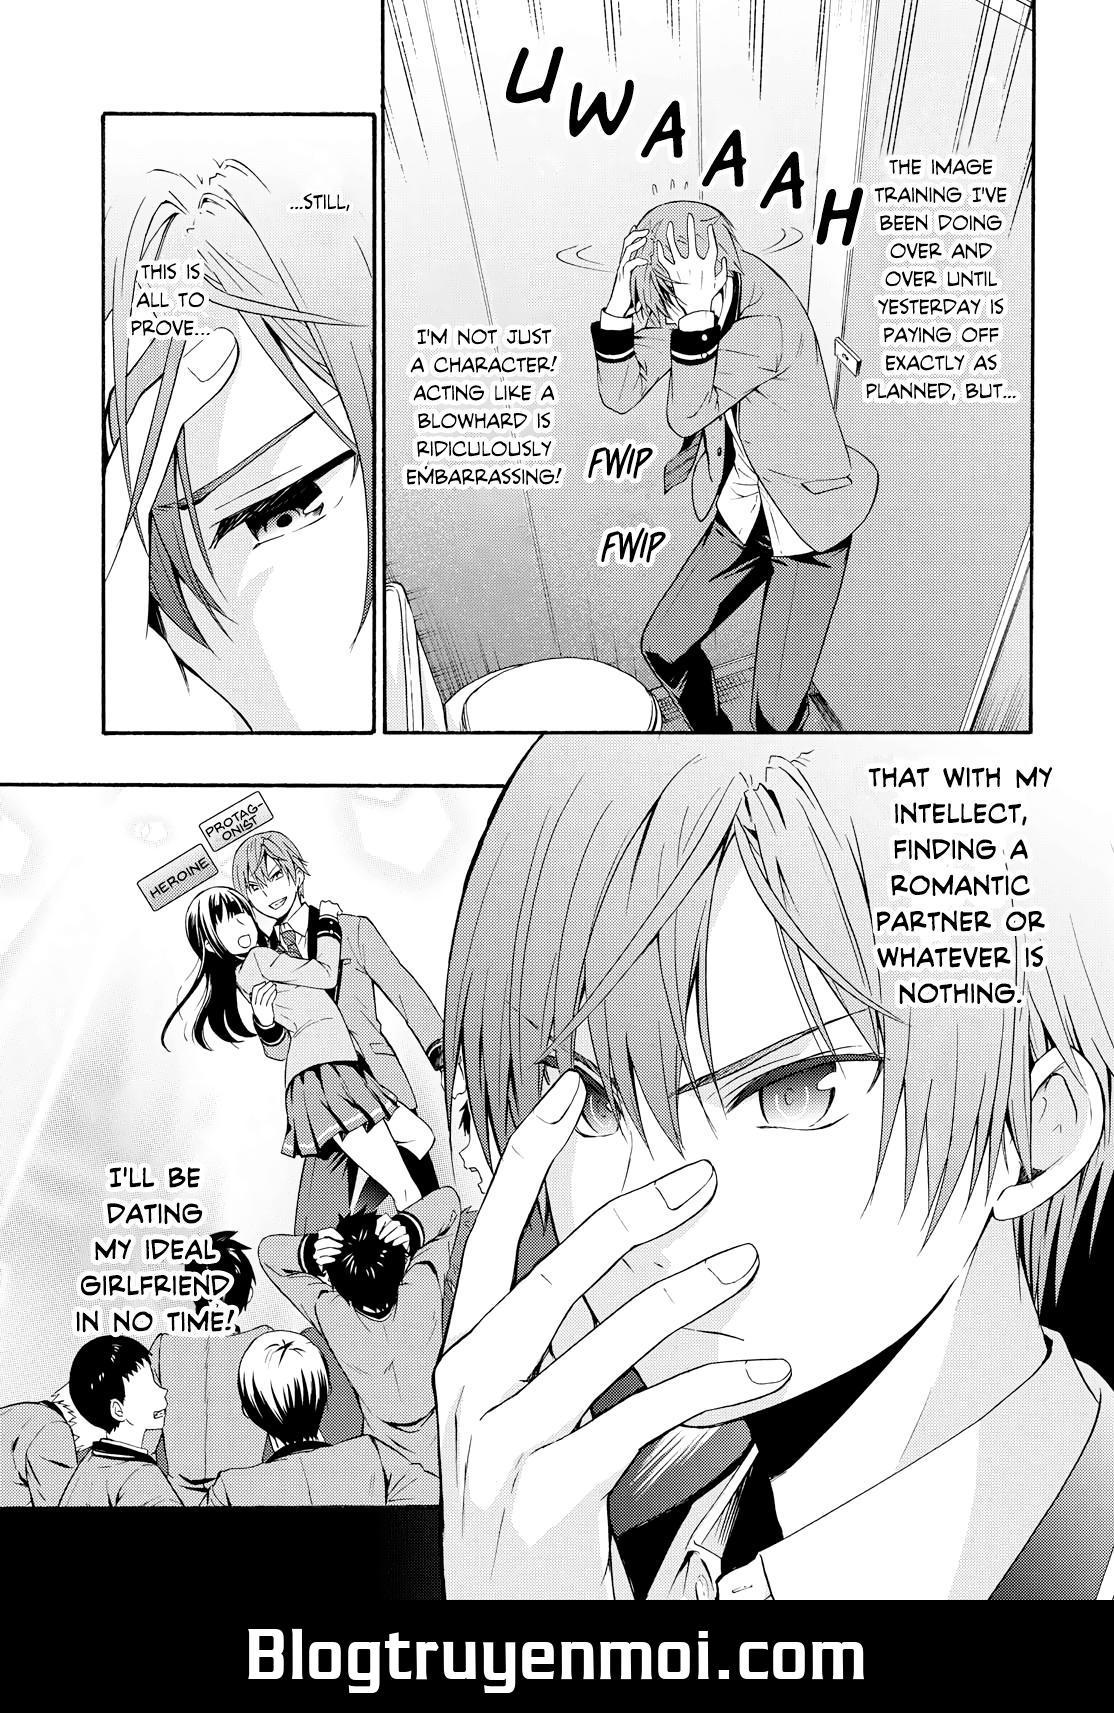 UWAAAH
THE IMAGE
TRAINING I'VE
BEEN DOING
OVER AND
OVER UNTIL
YESTERDAY IS
PAYING OFF
EXACTLY AS
PLANNED, BUT...
I'M NOT JUST
A CHARACTER!
ACTING LIKE A
BLOWHARD IS
RIDICULOUSLY
EMBARRASSING!
FWIP
FWIP
...STILL,
THIS IS
ALL TO
PROVE...
THAT WITH MY
INTELLECT,
FINDING A
ROMANTIC
PARTNER OR
WHATEVER IS
NOTHING.
PROTAG-
ONIST
HEROINE
I'LL BE
DATING
MY IDEAL
GIRLFRIEND
IN NO TIME!
Blogtruyenmoi.com